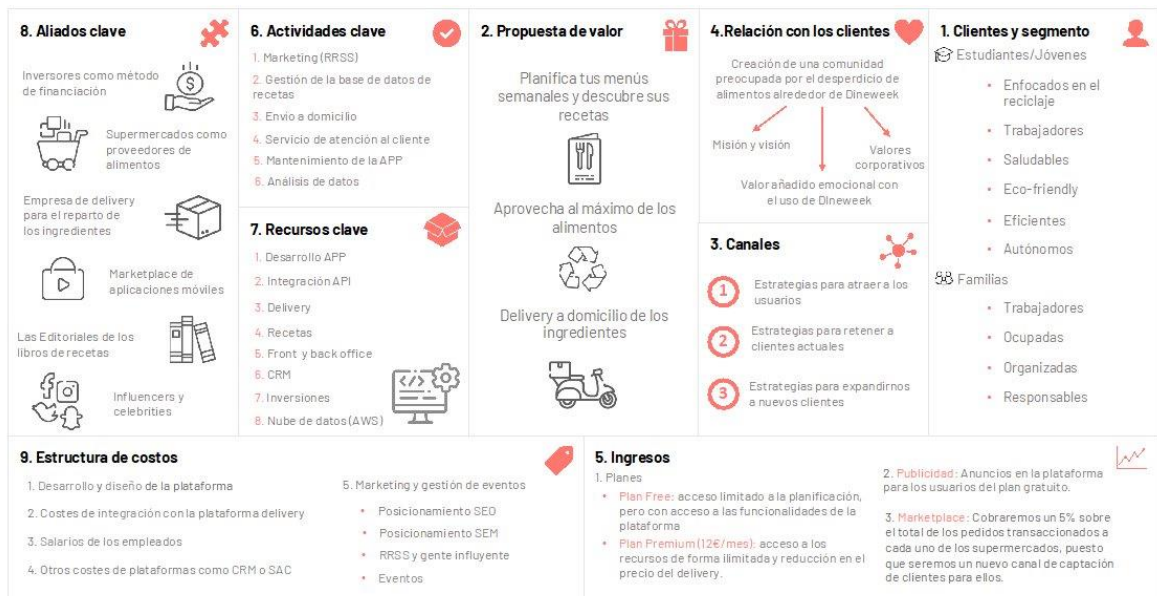 8. Aliados clave
Inversores como método
de financiación
Supermercados como
proveedores de
alimentos
Empresa de delivery
para el reparto de
los ingredientes
Marketplace de
aplicaciones móviles
Las Editoriales de los
libros de recetas
Influencers y
celebrities
6. Actividades clave
1. Marketing (RRSS)
2. Gestión de la base de datos de
recetas
3. Envío a domicilio
4. Servicio de atención al cliente
5. Mantenimiento de la APP
6. Análisis de datos
7. Recursos clave
1. Desarrollo APP
2. Integración API
3. Delivery
4. Recetas
5. Front y back office
6. CRM
7. Inversiones
8. Nube de datos (AWS)
2. Propuesta de valor
Planifica tus menús
semanales y descubre sus
recetas
Aprovecha al máximo de los
alimentos
Delivery a domicilio de los
ingredientes
4.Relación con los clientes
Creación de una comunidad
preocupada por el desperdicio de
alimentos alrededor de Dineweek
Misión y visión
Valores
corporativos
Valor añadido emocional con
el uso de DIneweek
3. Canales
1
Estrategias para atraer a los
usuarios
2
Estrategias para retener a
clientes actuales
3
Estrategias para expandirnos
a nuevos clientes
1. Clientes y segmento
Estudiantes/Jóvenes
• Enfocados en el
reciclaje
• Trabajadores
• Saludables
• Eco-friendly
• Eficientes
• Autónomos
Familias
• Trabajadores
• Ocupadas
• Organizadas
• Responsables
9. Estructura de costos
1. Desarrollo y diseño de la plataforma
2. Costes de integración con la plataforma delivery
3. Salarios de los empleados
4. Otros costes de plataformas como CRM o SAC
5. Marketing y gestión de eventos
• Posicionamiento SEO
• Posicionamiento SEM
• RRSS y gente influyente
• Eventos
5. Ingresos
1. Planes
• Plan Free: acceso limitado a la planificación,
pero con acceso a las funcionalidades de la
plataforma
• Plan Premium (12€/mes): acceso a los
recursos de forma ilimitada y reducción en el
precio del delivery.
2. Publicidad: Anuncios en la plataforma
para los usuarios del plan gratuito.
3. Marketplace: Cobraremos un 5% sobre
el total de los pedidos transaccionados a
cada uno de los supermercados, puesto
que seremos un nuevo canal de captación
de clientes para ellos.